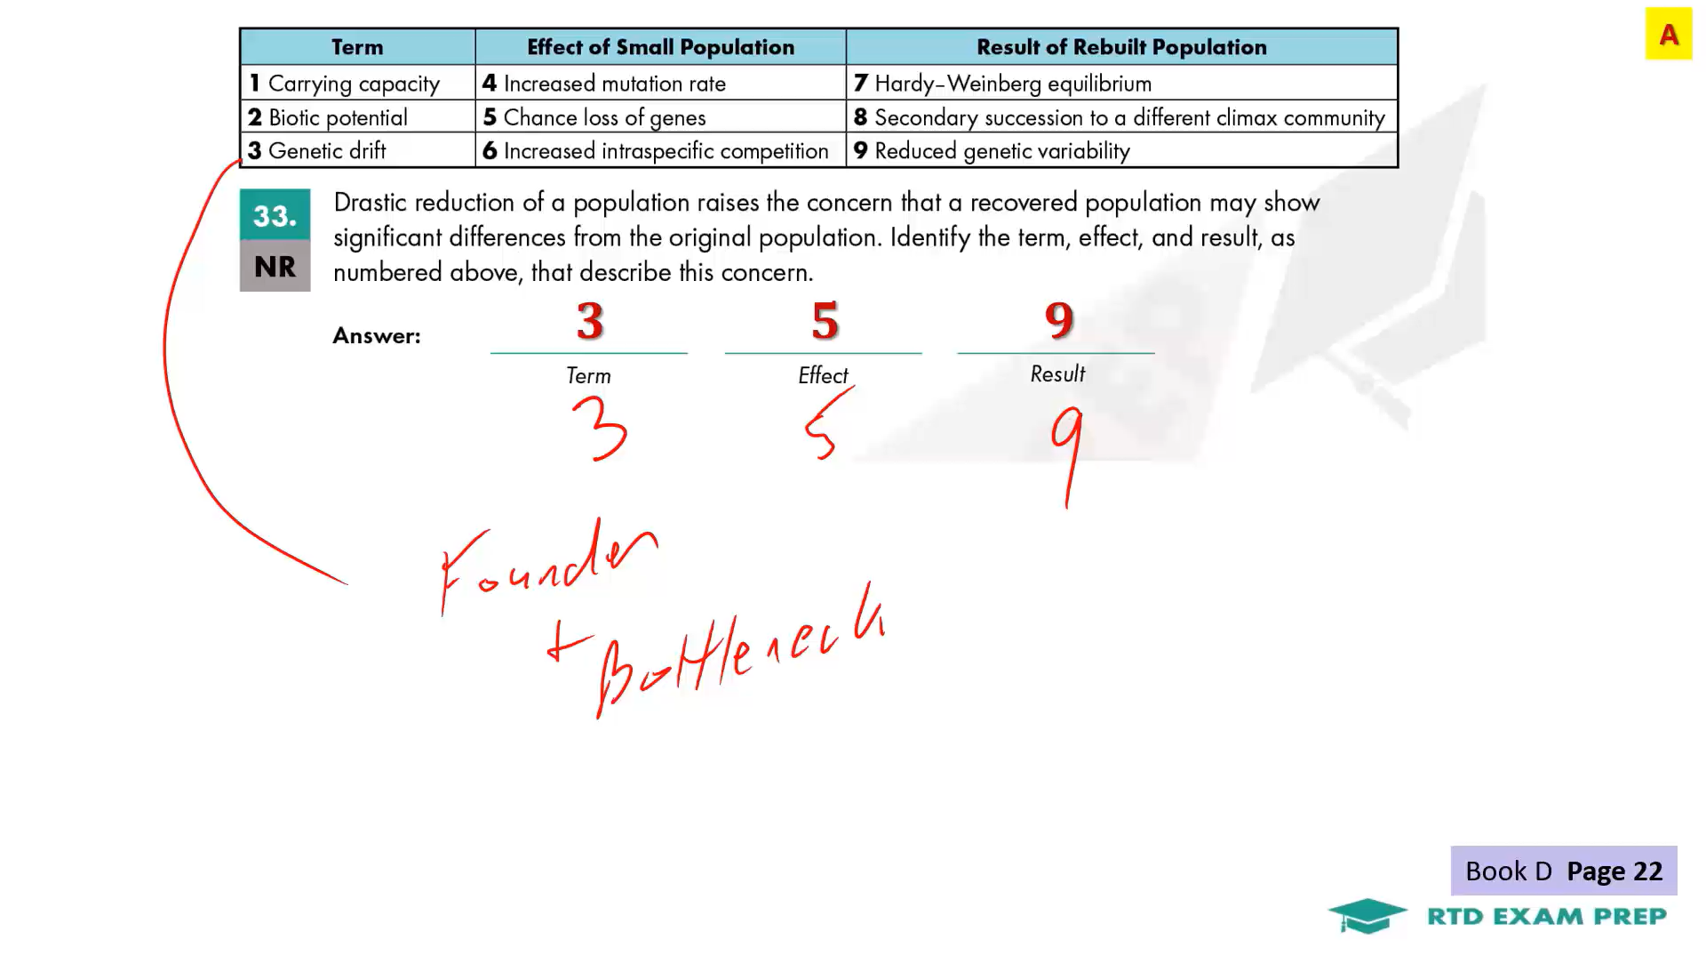 A
Term Effect of Small Population Result of Rebuilt Population
1 Carrying capacity 4 Increased mutation rate 7 Hardy–Weinberg equilibrium
2 Biotic potential 5 Chance loss of genes 8 Secondary succession to a different climax community
3 Genetic drift 6 Increased intraspecific competition 9 Reduced genetic variability
33. Drastic reduction of a population raises the concern that a recovered population may show
significant differences from the original population. Identify the term, effect, and result, as
NR numbered above, that describe this concern.
Answer: 3 5 9
Term Effect Result
3 5 9
Founder
+ Bottleneck
Book D Page 22
RTD EXAM PREP